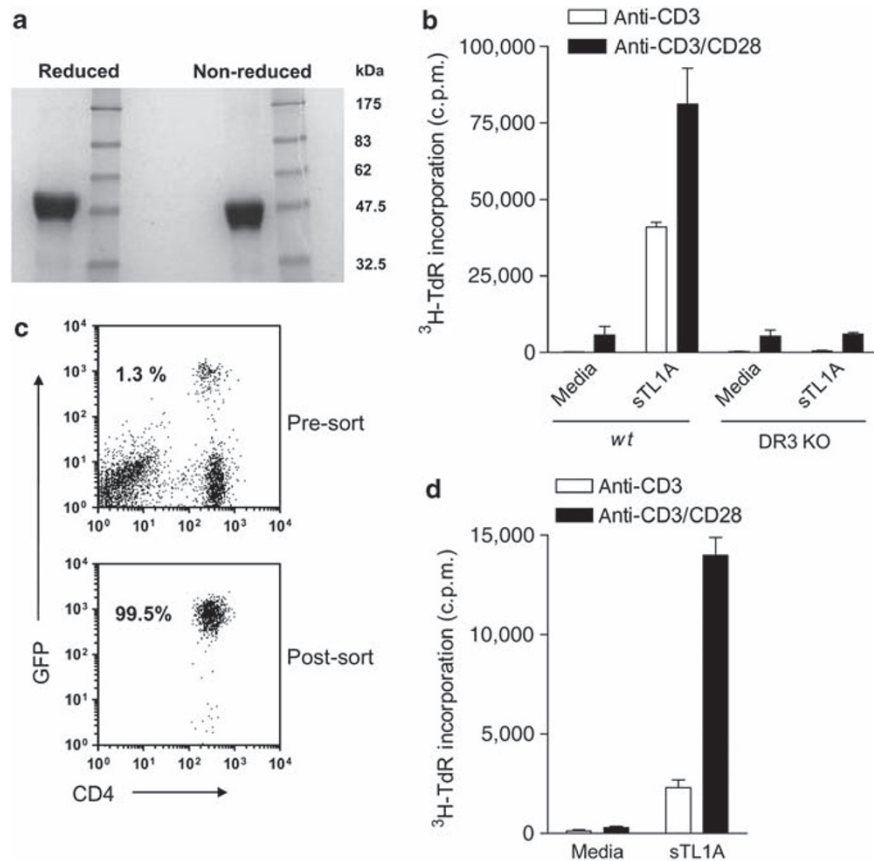 a
Reduced Non-reduced kDa
175
83
62
47.5
32.5
b
Anti-CD3
Anti-CD3/CD28
³H-TdR incorporation (c.p.m.)
100,000
75,000
50,000
25,000
0
Media sTL1A Media sTL1A
wt DR3 KO
c
10⁴
10³
10²
10¹
10⁰
1.3 %
Pre-sort
10⁰ 10¹ 10² 10³ 10⁴
10⁴
10³
10²
10¹
10⁰
99.5%
Post-sort
10⁰ 10¹ 10² 10³ 10⁴
GFP
CD4
d
Anti-CD3
Anti-CD3/CD28
³H-TdR incorporation (c.p.m.)
15,000
10,000
5,000
0
Media sTL1A